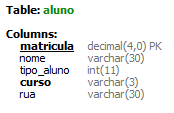 Table: aluno
Columns:
matricula decimal(4,0) PK
nome varchar(30)
tipo_aluno int(11)
curso varchar(3)
rua varchar(30)